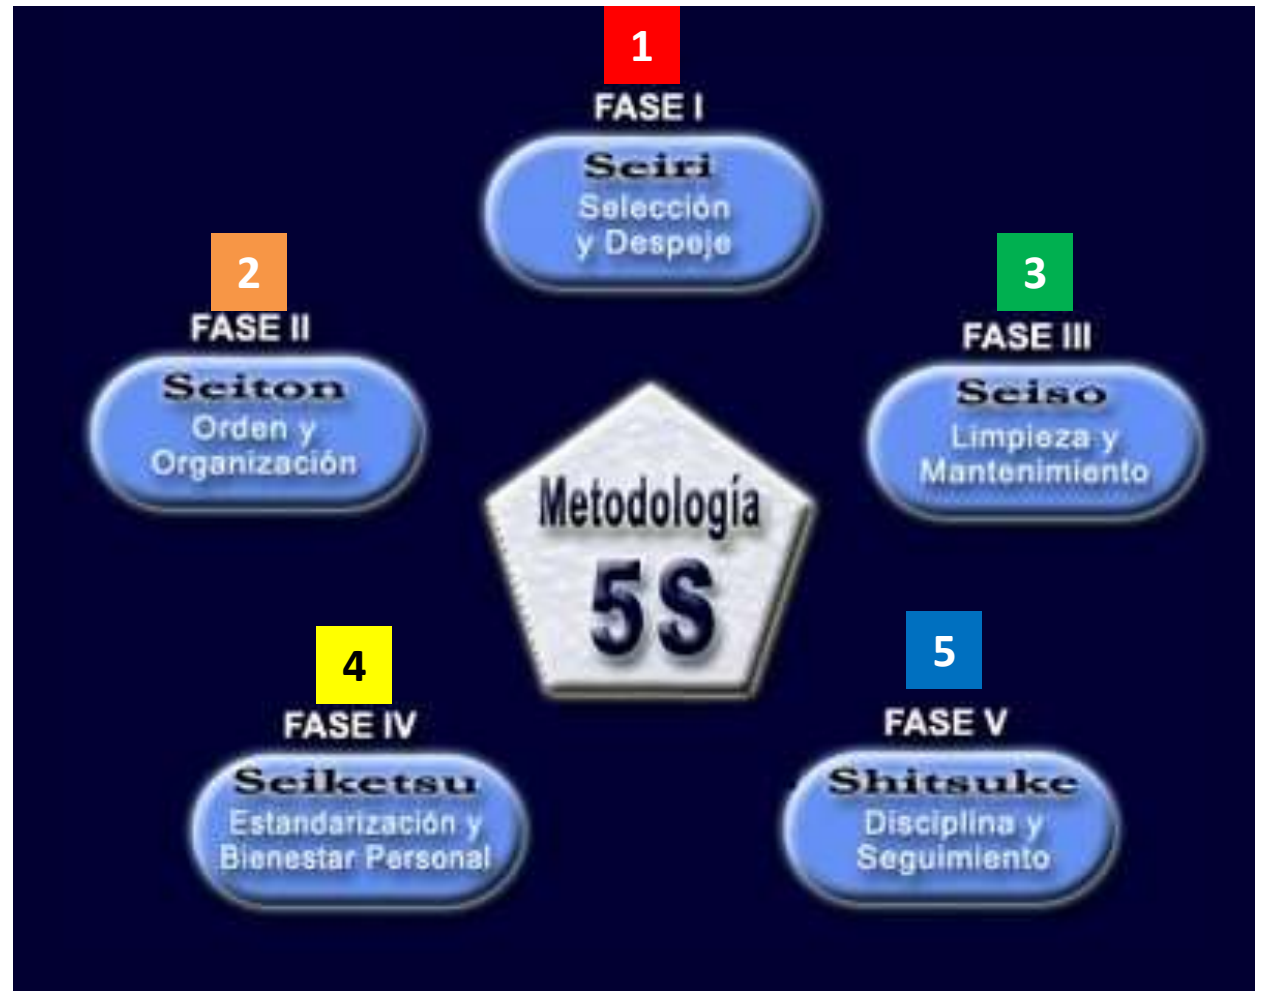 1
FASE I
Seiri
Selección
y Despeje
2
FASE II
Seiton
Orden y
Organización
3
FASE III
Seiso
Limpieza y
Mantenimiento
Metodología
5S
4
FASE IV
Seiketsu
Estandarización y
Bienestar Personal
5
FASE V
Shitsuke
Disciplina y
Seguimiento